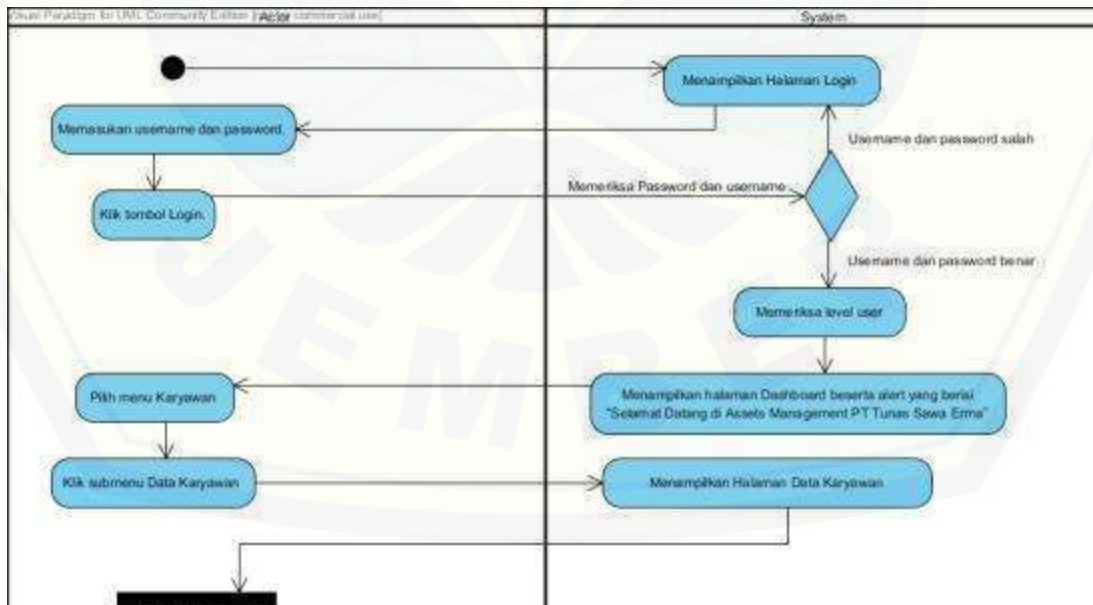 Visual Paradigm for UML Community Edition [not for commercial use]
Actor
System
Menampilkan Halaman Login
Memasukan username dan password.
Username dan password salah
Memeriksa Password dan username
Klik tombol Login.
Username dan password benar
Memeriksa level user
Pilih menu Karyawan
Menampilkan halaman Dashboard beserta alert yang berisi
"Selamat Datang di Assets Management PT Tunas Sawa Erma"
Klik submenu Data Karyawan
Menampilkan Halaman Data Karyawan
JEMBER